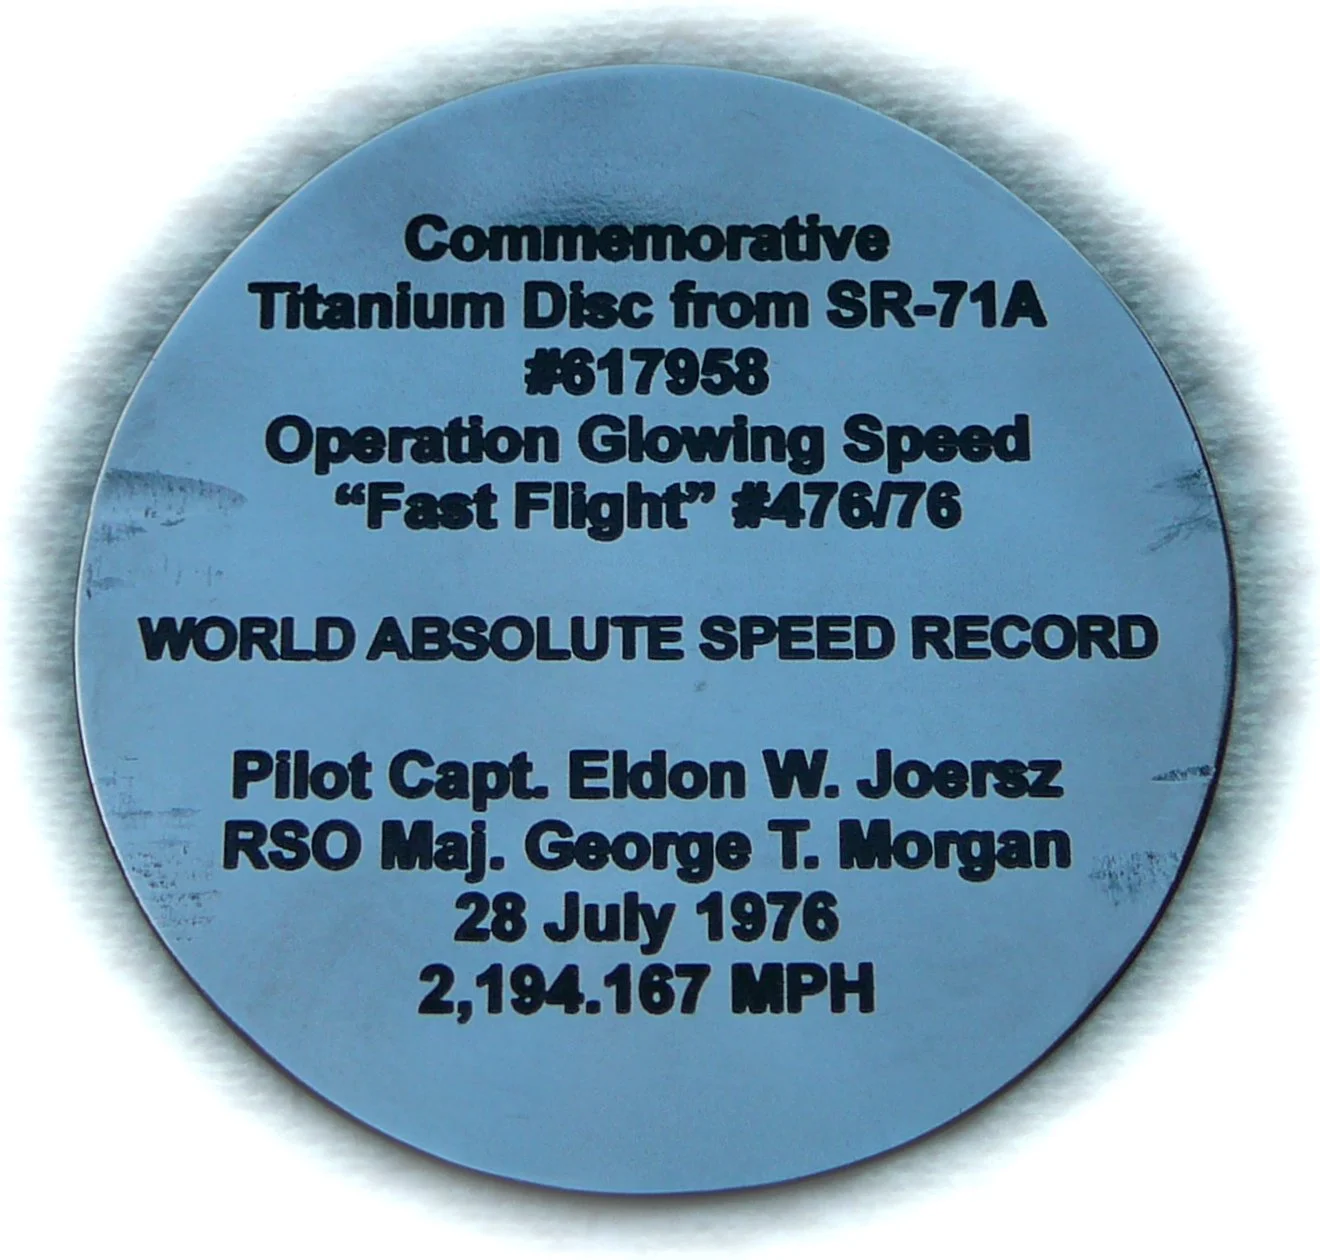 Commemorative
Titanium Disc from SR-71A
#617958
Operation Glowing Speed
“Fast Flight” #476/76
WORLD ABSOLUTE SPEED RECORD
Pilot Capt. Eldon W. Joersz
RSO Maj. George T. Morgan
28 July 1976
2,194.167 MPH